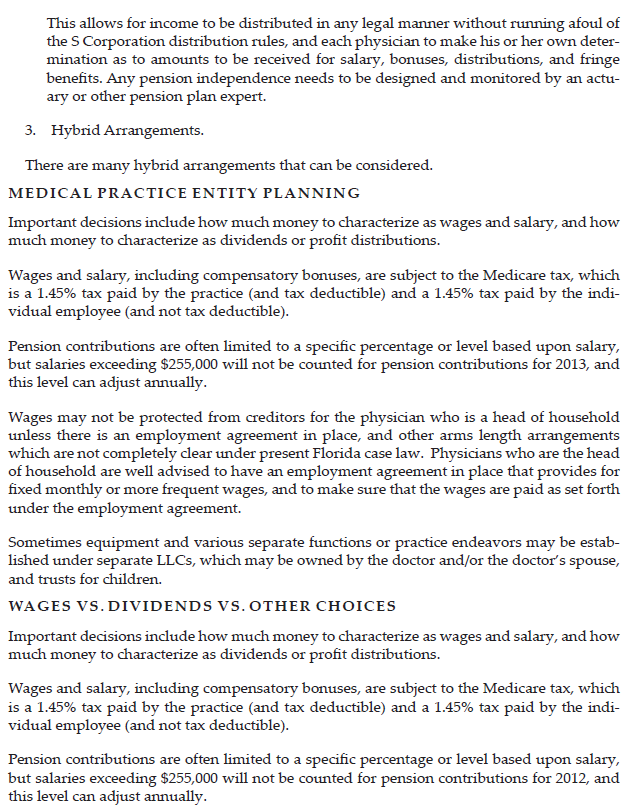 This allows for income to be distributed in any legal manner without running afoul of
the S Corporation distribution rules, and each physician to make his or her own deter-
mination as to amounts to be received for salary, bonuses, distributions, and fringe
benefits. Any pension independence needs to be designed and monitored by an actu-
ary or other pension plan expert.
3. Hybrid Arrangements.
There are many hybrid arrangements that can be considered.
MEDICAL PRACTICE ENTITY PLANNING
Important decisions include how much money to characterize as wages and salary, and how
much money to characterize as dividends or profit distributions.
Wages and salary, including compensatory bonuses, are subject to the Medicare tax, which
is a 1.45% tax paid by the practice (and tax deductible) and a 1.45% tax paid by the indi-
vidual employee (and not tax deductible).
Pension contributions are often limited to a specific percentage or level based upon salary,
but salaries exceeding $255,000 will not be counted for pension contributions for 2013, and
this level can adjust annually.
Wages may not be protected from creditors for the physician who is a head of household
unless there is an employment agreement in place, and other arms length arrangements
which are not completely clear under present Florida case law. Physicians who are the head
of household are well advised to have an employment agreement in place that provides for
fixed monthly or more frequent wages, and to make sure that the wages are paid as set forth
under the employment agreement.
Sometimes equipment and various separate functions or practice endeavors may be estab-
lished under separate LLCs, which may be owned by the doctor and/or the doctor's spouse,
and trusts for children.
WAGES VS. DIVIDENDS VS. OTHER CHOICES
Important decisions include how much money to characterize as wages and salary, and how
much money to characterize as dividends or profit distributions.
Wages and salary, including compensatory bonuses, are subject to the Medicare tax, which
is a 1.45% tax paid by the practice (and tax deductible) and a 1.45% tax paid by the indi-
vidual employee (and not tax deductible).
Pension contributions are often limited to a specific percentage or level based upon salary,
but salaries exceeding $255,000 will not be counted for pension contributions for 2012, and
this level can adjust annually.